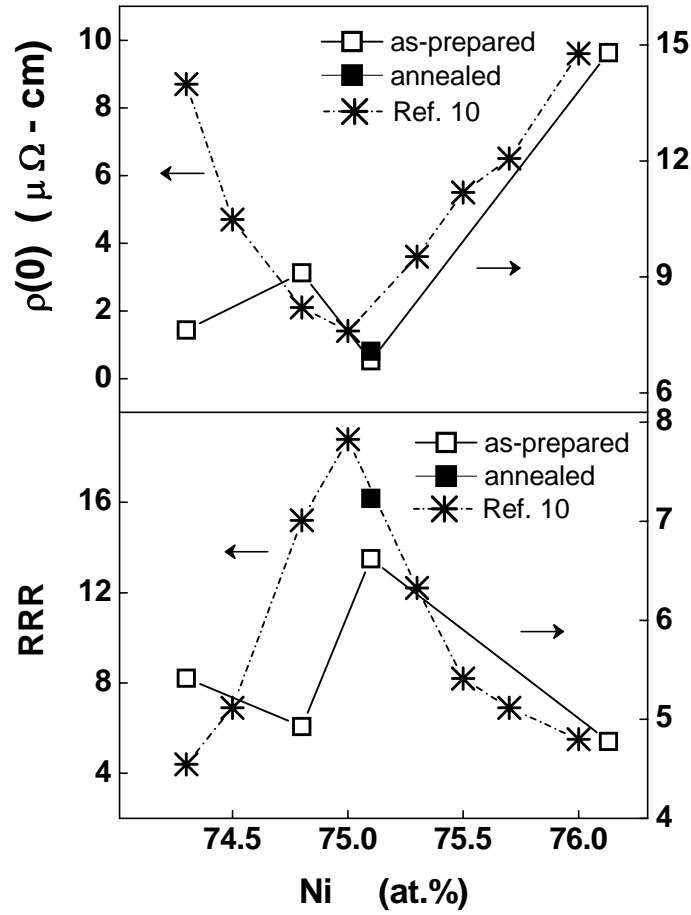 10
8
6
4
2
0
ρ(0) (μ Ω - cm)
as-prepared
annealed
Ref. 10
15
12
9
6
16
12
8
4
RRR
as-prepared
annealed
Ref. 10
8
7
6
5
4
74.5 75.0 75.5 76.0
Ni (at.%)